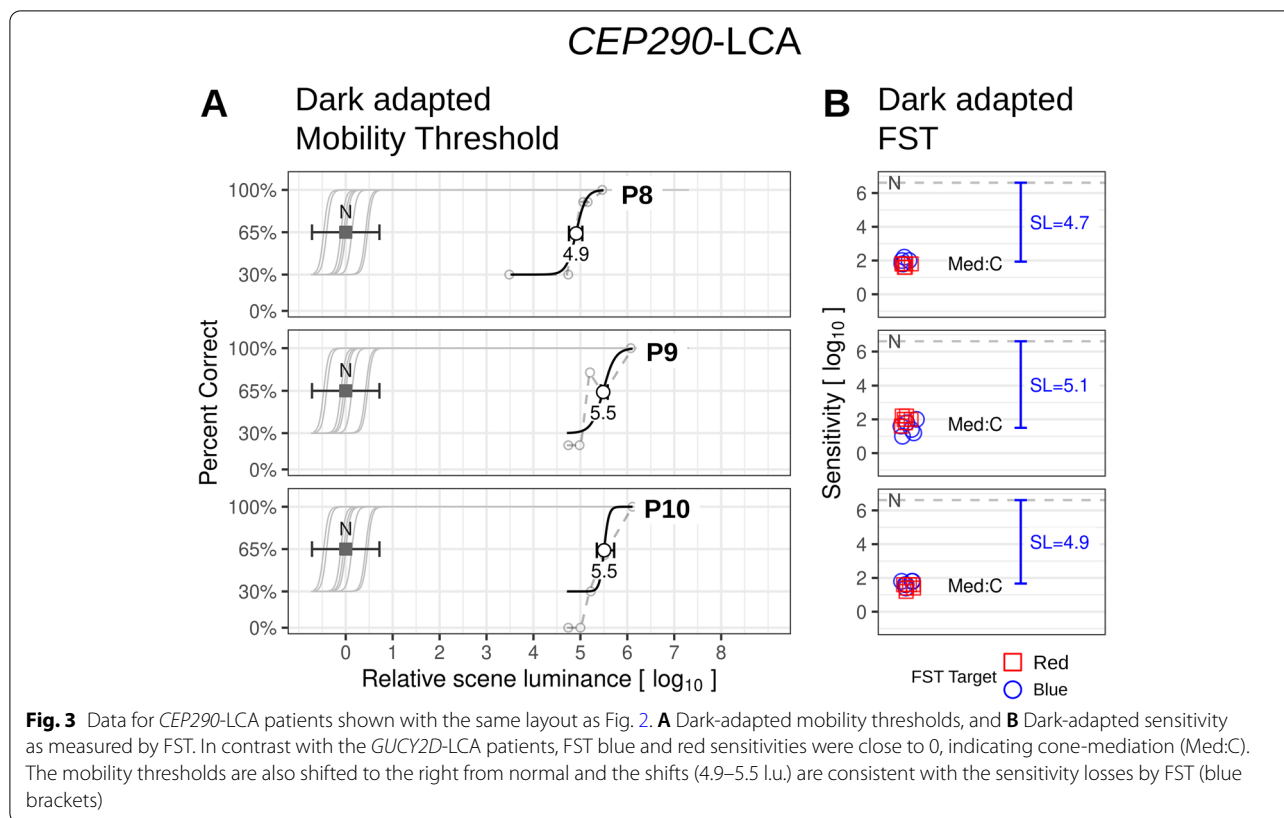 CEP290-LCA
A Dark adapted
Mobility Threshold
B Dark adapted
FST
Percent Correct
100%
65%
30%
0%
N
4.9
P8
100%
65%
30%
0%
N
5.5
P9
100%
65%
30%
0%
N
5.5
P10
0 1 2 3 4 5 6 7 8
Relative scene luminance [ log10 ]
Sensitivity [ log10 ]
6
4
2
0
N
SL=4.7
Med:C
6
4
2
0
N
SL=5.1
Med:C
6
4
2
0
N
SL=4.9
Med:C
FST Target
Red
Blue
Fig. 3 Data for CEP290-LCA patients shown with the same layout as Fig. 2. A Dark-adapted mobility thresholds, and B Dark-adapted sensitivity
as measured by FST. In contrast with the GUCY2D-LCA patients, FST blue and red sensitivities were close to 0, indicating cone-mediation (Med:C).
The mobility thresholds are also shifted to the right from normal and the shifts (4.9–5.5 l.u.) are consistent with the sensitivity losses by FST (blue
brackets)